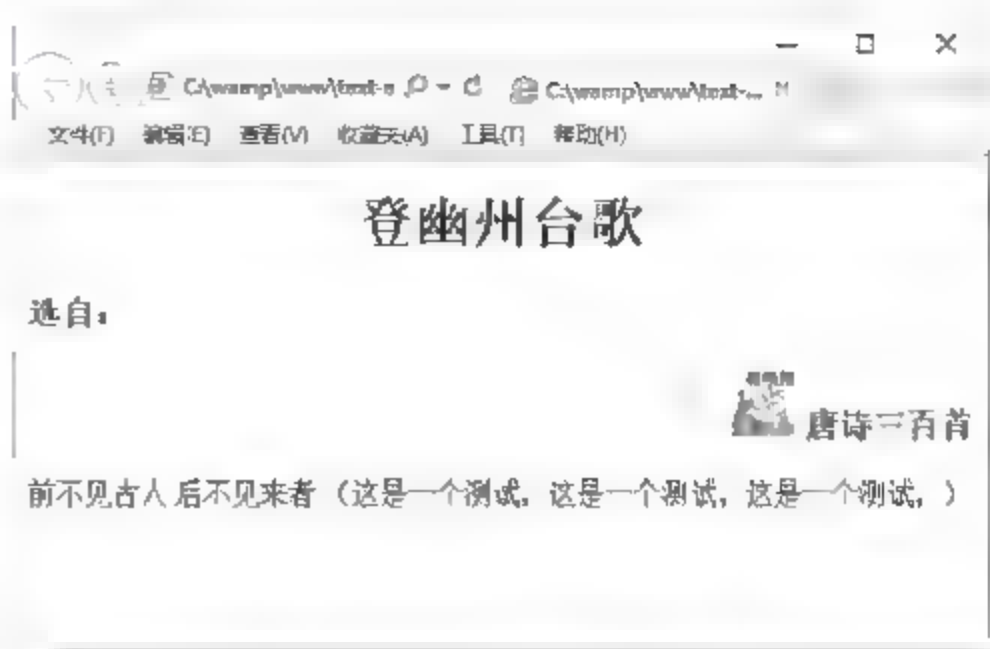 C:\wamp\www\test-
C:\wamp\www\test-...
文件(F) 编辑(E) 查看(V) 收藏夹(A) 工具(T) 帮助(H)
登幽州台歌
选自:
唐诗三百首
前不见古人 后不见来者 （这是一个测试, 这是一个测试, 这是一个测试, ）